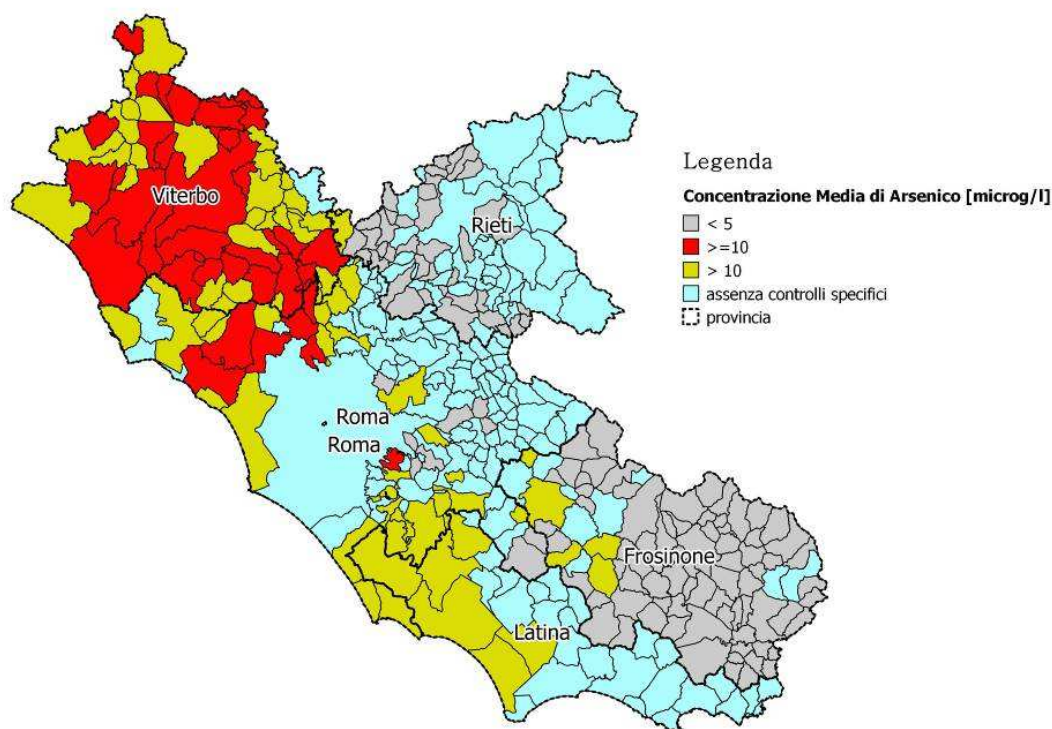 Viterbo
Rieti
Roma
Roma
Frosinone
Latina
Legenda
Concentrazione Media di Arsenico [microg/l]
< 5
>=10
> 10
assenza controlli specifici
provincia